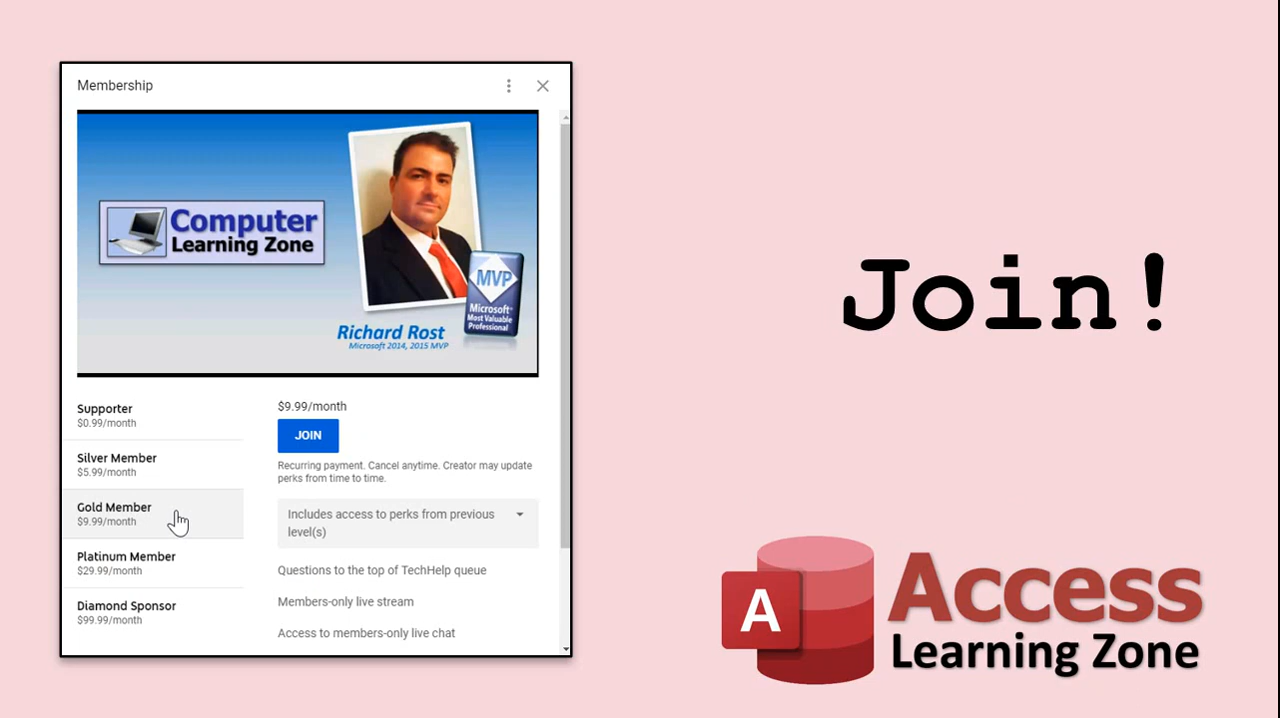 Membership
Computer
Learning Zone
MVP
Microsoft®
Most Valuable
Professional
Richard Rost
Microsoft 2014, 2015 MVP
Supporter
$0.99/month
Silver Member
$5.99/month
Gold Member
$9.99/month
Platinum Member
$29.99/month
Diamond Sponsor
$99.99/month
$9.99/month
JOIN
Recurring payment. Cancel anytime. Creator may update
perks from time to time.
Includes access to perks from previous
level(s)
Questions to the top of TechHelp queue
Members-only live stream
Access to members-only live chat
Join!
A
Access
Learning Zone